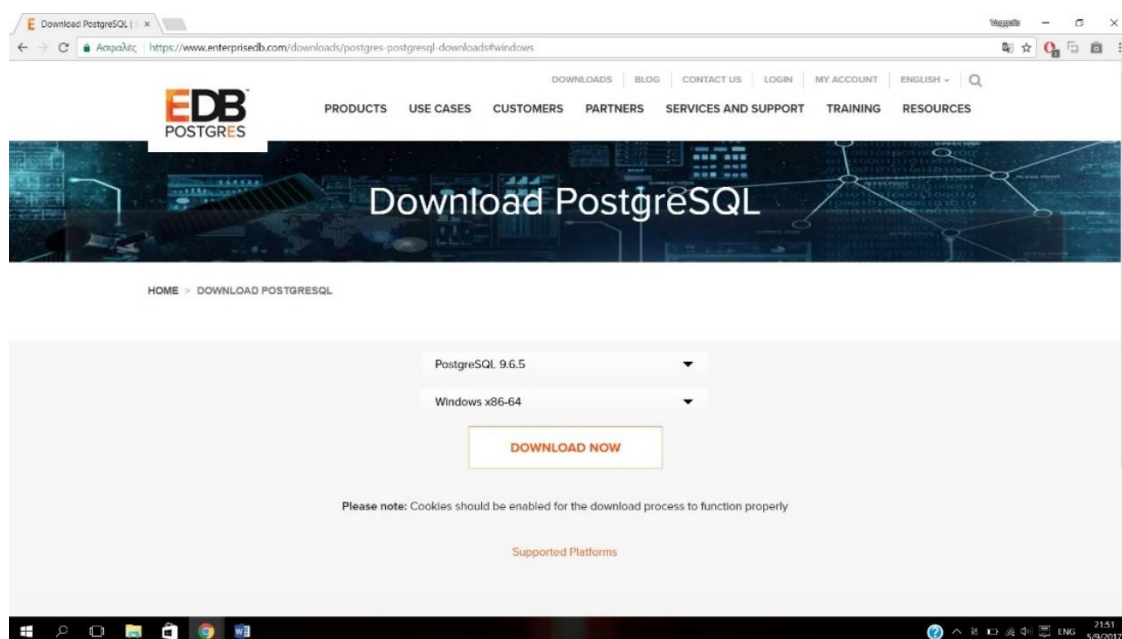 Download PostgreSQL |
Ασφαλές https://www.enterprisedb.com/downloads/postgres-postgresql-downloads#windows
DOWNLOADS BLOG CONTACT US LOGIN MY ACCOUNT ENGLISH
EDB
POSTGRES
PRODUCTS USE CASES CUSTOMERS PARTNERS SERVICES AND SUPPORT TRAINING RESOURCES
Download PostgreSQL
HOME > DOWNLOAD POSTGRESQL
PostgreSQL 9.6.5
Windows x86-64
DOWNLOAD NOW
Please note: Cookies should be enabled for the download process to function properly
Supported Platforms
ENG
21:51
5/9/2017